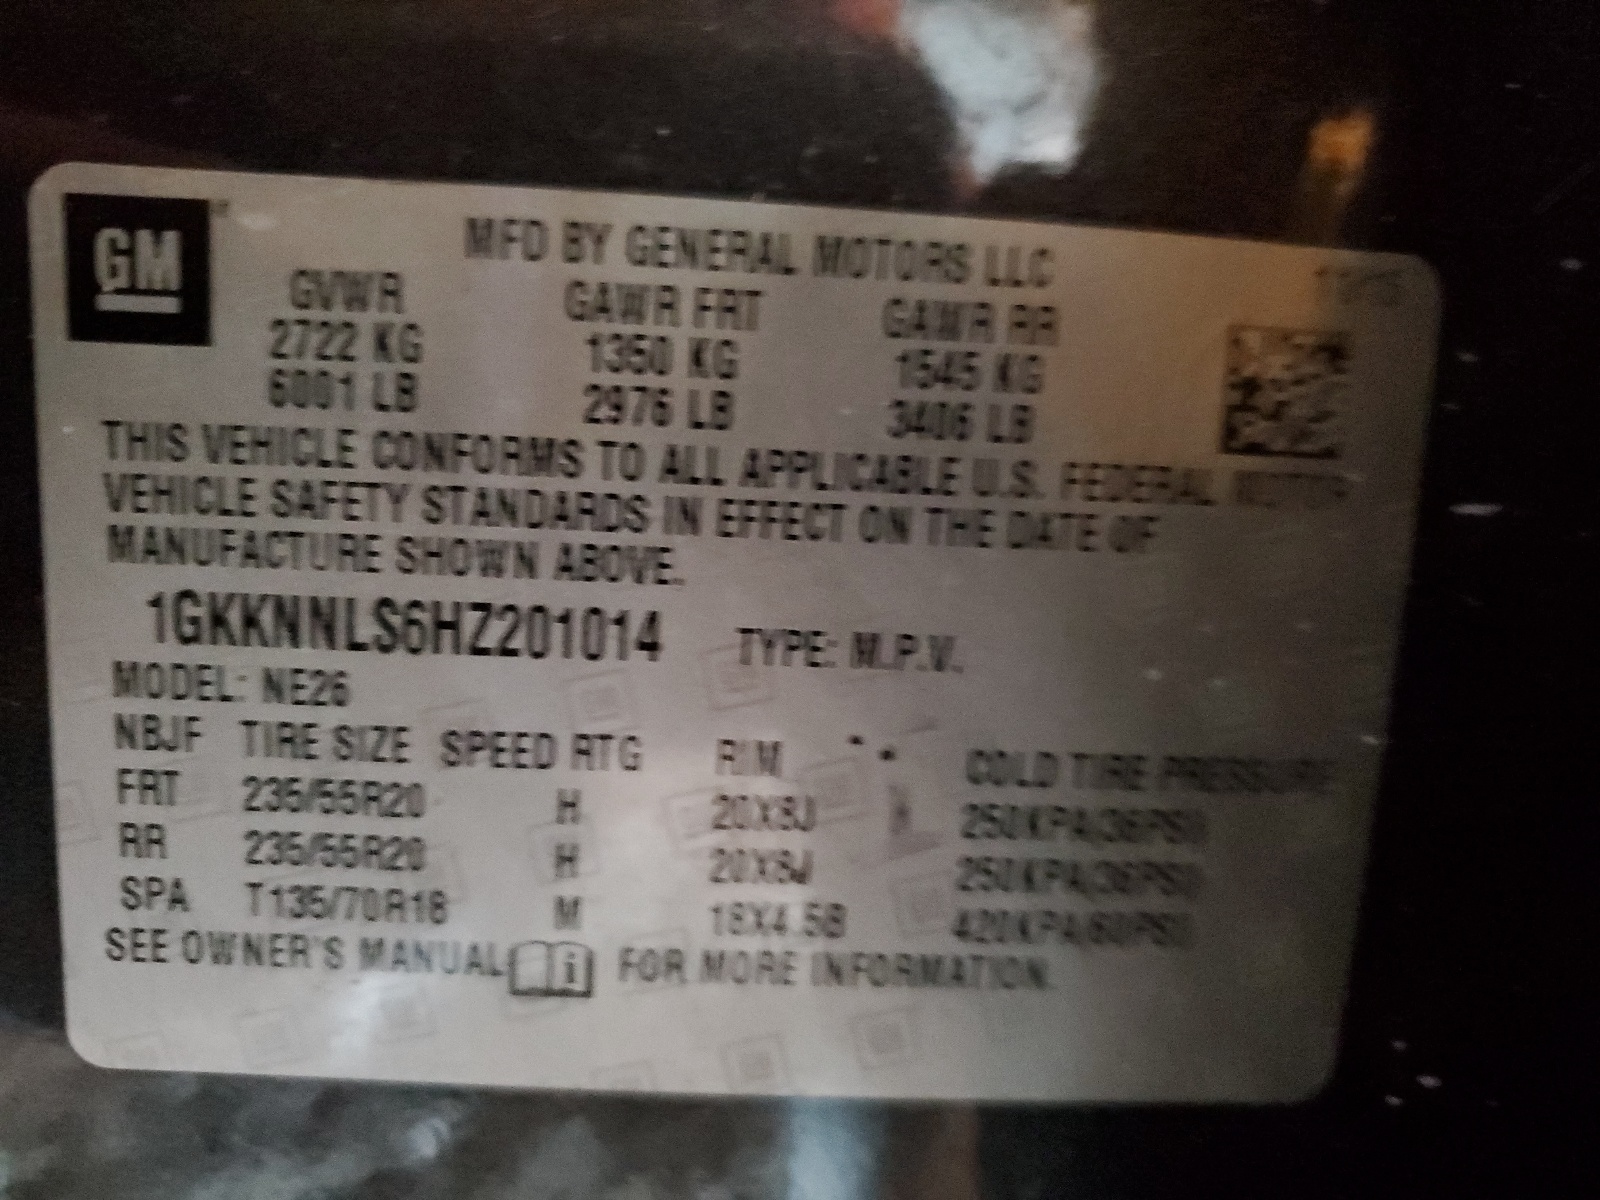 GM
MFD BY GENERAL MOTORS LLC
GVWR GAWR FRT GAWR RR
2722 KG 1350 KG 1545 KG
6001 LB 2976 LB 3406 LB
THIS VEHICLE CONFORMS TO ALL APPLICABLE U.S. FEDERAL MOTOR
VEHICLE SAFETY STANDARDS IN EFFECT ON THE DATE OF
MANUFACTURE SHOWN ABOVE.
1GKKNNLS6HZ201014 TYPE: M.P.V.
MODEL: NE26
NBJF TIRE SIZE SPEED RTG RIM COLD TIRE PRESSURE
FRT 235/55R20 H 20X8J 250KPA(36PSI)
RR 235/55R20 H 20X8J 250KPA(36PSI)
SPA T135/70R18 M 18X4.5B 420KPA(60PSI)
SEE OWNER'S MANUAL i FOR MORE INFORMATION.